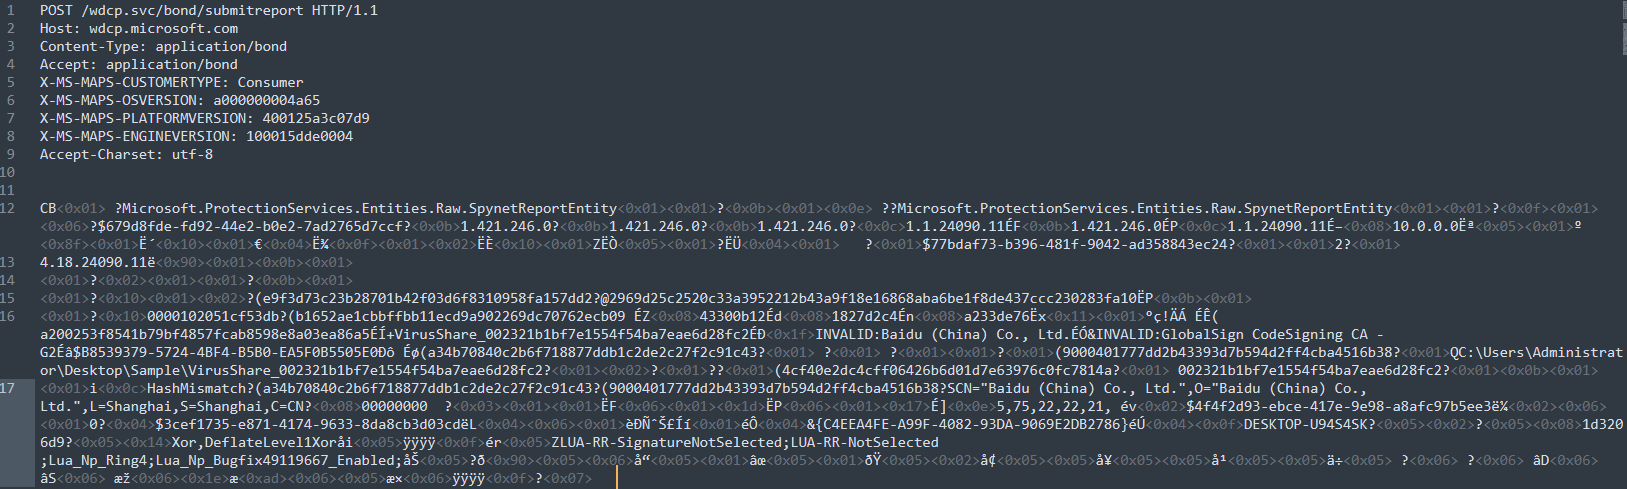 1 POST /wdcp.svc/bond/submitreport HTTP/1.1
2 Host: wdcp.microsoft.com
3 Content-Type: application/bond
4 Accept: application/bond
5 X-MS-MAPS-CUSTOMERTYPE: Consumer
6 X-MS-MAPS-OSVERSION: a000000004a65
7 X-MS-MAPS-PLATFORMVERSION: 400125a3c07d9
8 X-MS-MAPS-ENGINEVERSION: 100015dde0004
9 Accept-Charset: utf-8
10
11
12 CB<0x01> ?Microsoft.ProtectionServices.Entities.Raw.SpynetReportEntity<0x01><0x01>?<0x0b><0x01><0x0e> ??Microsoft.ProtectionServices.Entities.Raw.SpynetReportEntity<0x01><0x01>?<0x0f><0x01>
<0x06>?$679d8fde-fd92-44e2-b0e2-7ad2765d7ccf?<0x0b>1.421.246.0?<0x0b>1.421.246.0?<0x0b>1.421.246.0?<0x0c>1.1.24090.11ÉF<0x0b>1.421.246.0ÉP<0x0c>1.1.24090.11É–<0x08>10.0.0.0Ëª<0x05><0x01>º
<0x8f><0x01>Ë´<0x10><0x01>€<0x04>Ë¾<0x0f><0x01><0x02>ËÈ<0x10><0x01>ZËÒ<0x05><0x01>?ËÜ<0x04><0x01> ?<0x01>$77bdaf73-b396-481f-9042-ad358843ec24?<0x01><0x01>2?<0x01>
13 4.18.24090.11ë<0x90><0x01><0x0b><0x01>
14 <0x01>?<0x02><0x01><0x01>?<0x0b><0x01>
15 <0x01>?<0x10><0x01><0x02>?(e9f3d73c23b28701b42f03d6f8310958fa157dd2?@2969d25c2520c33a3952212b43a9f18e16868aba6be1f8de437ccc230283fa10ËP<0x0b><0x01>
16 <0x01>?<0x10>0000102051cf53db?(b1652ae1cbbffbb11ecd9a902269dc70762ecb09 ÉZ<0x08>43300b12Éd<0x08>1827d2c4Én<0x08>a233de76Ëx<0x11><0x01>°ç!ÄÁ ÉÊ(
a200253f8541b79bf4857fcab8598e8a03ea86a5ÉÍ+VirusShare_002321b1bf7e1554f54ba7eae6d28fc2ÉÐ<0x1f>INVALID:Baidu (China) Co., Ltd.ÉÓ&INVALID:GlobalSign CodeSigning CA -
G2Éâ$B8539379-5724-4BF4-B5B0-EA5F0B5505E0Dô Éø(a34b70840c2b6f718877ddb1c2de2c27f2c91c43?<0x01> ?<0x01> ?<0x01><0x01>?<0x01>(9000401777dd2b43393d7b594d2ff4cba4516b38?<0x01>QC:\Users\Administrat
or\Desktop\Sample\VirusShare_002321b1bf7e1554f54ba7eae6d28fc2?<0x01><0x02>?<0x01>??<0x01>(4cf40e2dc4cff06426b6d01d7e63976c0fc7814a?<0x01> 002321b1bf7e1554f54ba7eae6d28fc2?<0x01><0x0b><0x01>
17 <0x01>i<0x0c>HashMismatch?(a34b70840c2b6f718877ddb1c2de2c27f2c91c43?(9000401777dd2b43393d7b594d2ff4cba4516b38?SCN="Baidu (China) Co., Ltd.",O="Baidu (China) Co.,
Ltd.",L=Shanghai,S=Shanghai,C=CN?<0x08>00000000 ?<0x03><0x01><0x01>ËF<0x06><0x01><0x1d>ËP<0x06><0x01><0x17>É]<0x0e>5,75,22,22,21, év<0x02>$4f4f2d93-ebce-417e-9e98-a8afc97b5ee3ë¾<0x02><0x06>
<0x01>0?<0x04>$3cef1735-e871-4174-9633-8da8cb3d03cdëL<0x04><0x06><0x01>èÐÑˆŠ£ÍÍ<0x01>éÔ<0x04>&{C4EEA4FE-A99F-4082-93DA-9069E2DB2786}éÚ<0x04><0x0f>DESKTOP-U94S4SK?<0x05><0x02>?<0x05><0x08>1d320
6d9?<0x05><0x14>Xor,DeflateLevel1Xoråi<0x05>ÿÿÿÿ<0x0f>ér<0x05>ZLUA-RR-SignatureNotSelected;LUA-RR-NotSelected
;Lua_Np_Ring4;Lua_Np_Bugfix49119667_Enabled;åŠ<0x05>?ð<0x90><0x05><0x06>å“<0x05><0x01>âœ<0x05><0x01>ðŸ<0x05><0x02>å¢<0x05><0x05>å¥<0x05><0x05>å¹<0x05><0x05>ä÷<0x05> ?<0x06> ?<0x06> âD<0x06>
âS<0x06> æž<0x06><0x1e>æ<0xad><0x06><0x05>æ×<0x06>ÿÿÿÿ<0x0f>?<0x07>